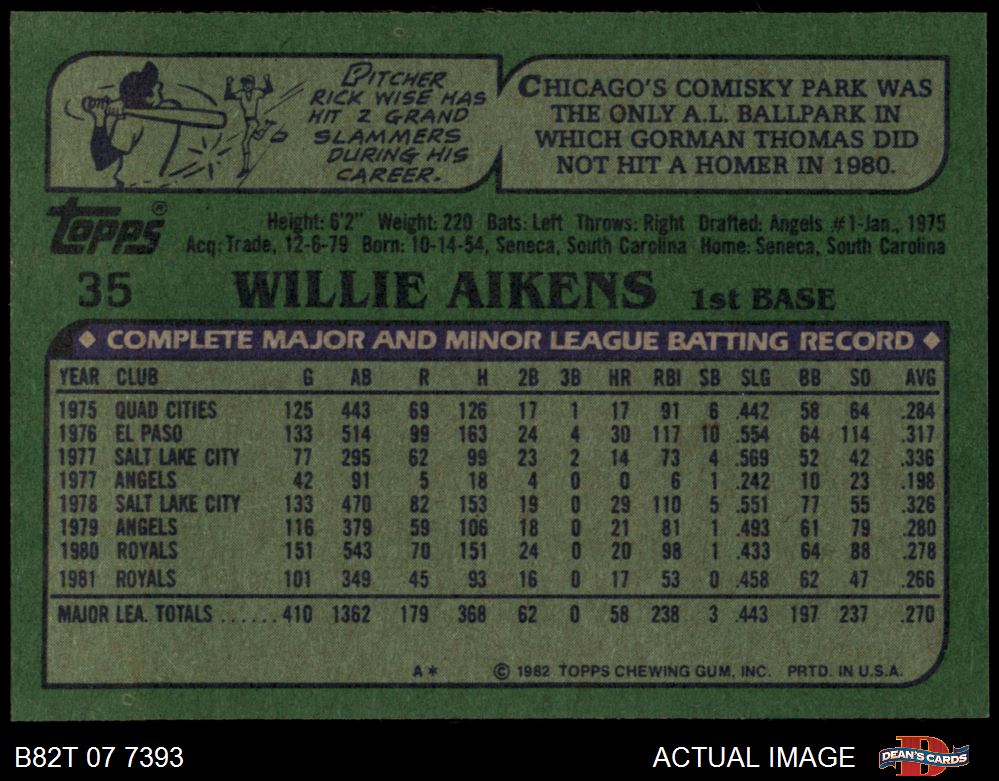 PITCHER
RICK WISE HAS
HIT 2 GRAND
SLAMMERS
DURING HIS
CAREER.
CHICAGO'S COMISKY PARK WAS
THE ONLY A.L. BALLPARK IN
WHICH GORMAN THOMAS DID
NOT HIT A HOMER IN 1980.
topps®
Height: 6'2" Weight: 220 Bats: Left Throws: Right Drafted: Angels #1-Jan., 1975
Acq: Trade, 12-6-79 Born: 10-14-54, Seneca, South Carolina Home: Seneca, South Carolina
35 WILLIE AIKENS 1st BASE
COMPLETE MAJOR AND MINOR LEAGUE BATTING RECORD
YEAR CLUB G AB R H 2B 3B HR RBI SB SLG BB SO AVG
1975 QUAD CITIES 125 443 69 126 17 1 17 91 6 .442 58 64 .284
1976 EL PASO 133 514 99 163 24 4 30 117 10 .554 64 114 .317
1977 SALT LAKE CITY 77 295 62 99 23 2 14 73 4 .569 52 42 .336
1977 ANGELS 42 91 5 18 4 0 0 6 1 .242 10 23 .198
1978 SALT LAKE CITY 133 470 82 153 19 0 29 110 5 .551 77 55 .326
1979 ANGELS 116 379 59 106 18 0 21 81 1 .493 61 79 .280
1980 ROYALS 151 543 70 151 24 0 20 98 1 .433 64 88 .278
1981 ROYALS 101 349 45 93 16 0 17 53 0 .458 62 47 .266
MAJOR LEA. TOTALS ...... 410 1362 179 368 62 0 58 238 3 .443 197 237 .270
A* © 1982 TOPPS CHEWING GUM, INC. PRTD. IN U.S.A.
B82T 07 7393 ACTUAL IMAGE DEAN'S CARDS